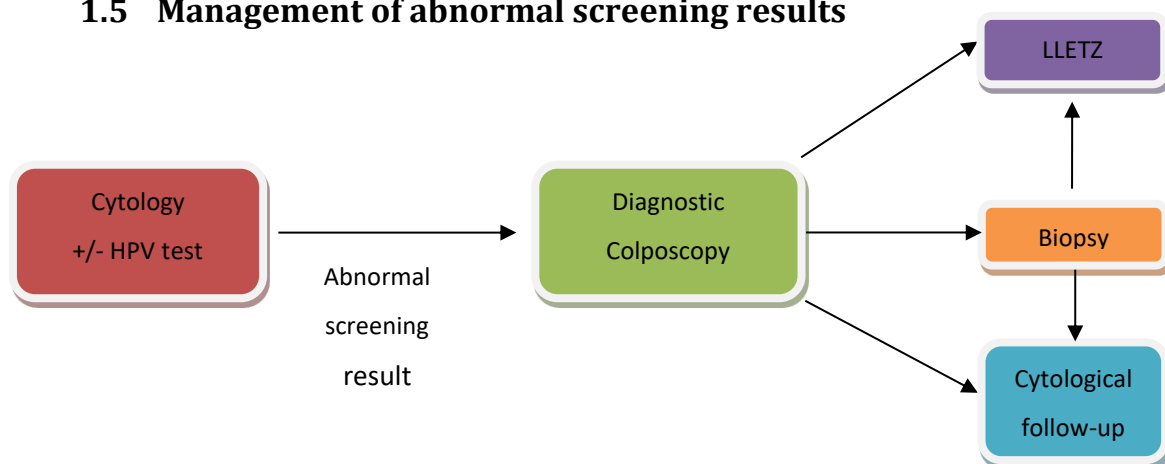 1.5 Management of abnormal screening results
LLETZ
Cytology
+/- HPV test
Abnormal
screening
result
Diagnostic
Colposcopy
Biopsy
Cytological
follow-up